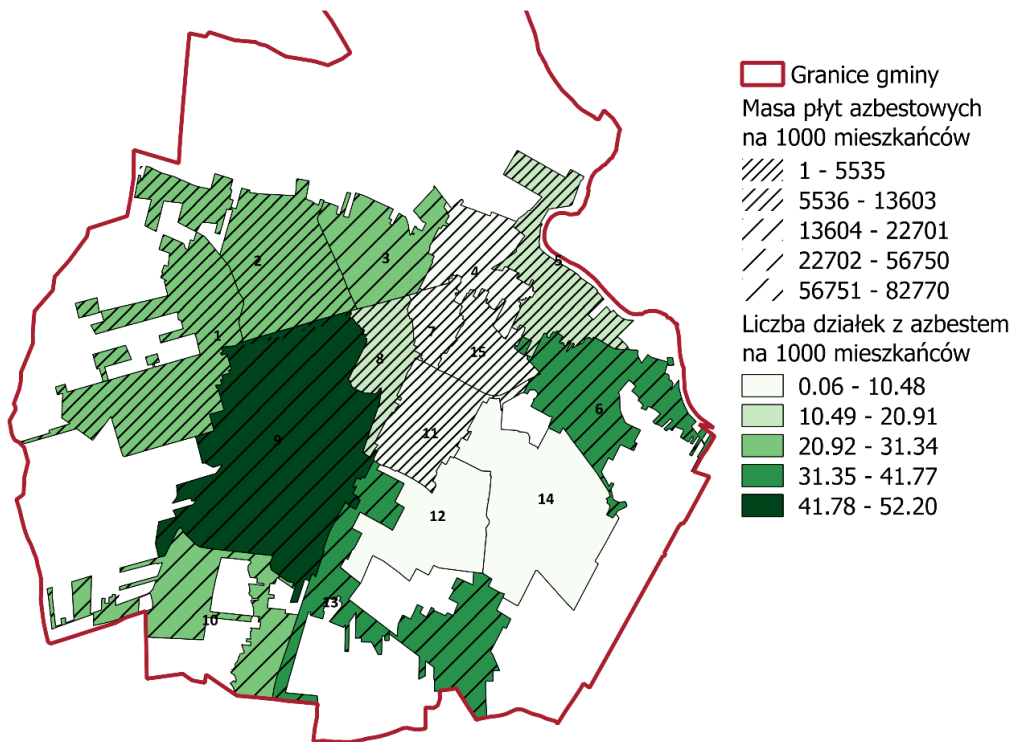 Granice gminy
Masa płyt azbestowych
na 1000 mieszkańców
1 - 5535
5536 - 13603
13604 - 22701
22702 - 56750
56751 - 82770
Liczba działek z azbestem
na 1000 mieszkańców
0.06 - 10.48
10.49 - 20.91
20.92 - 31.34
31.35 - 41.77
41.78 - 52.20
2
3
4
5
1
7
8
15
6
9
11
12
14
13
10